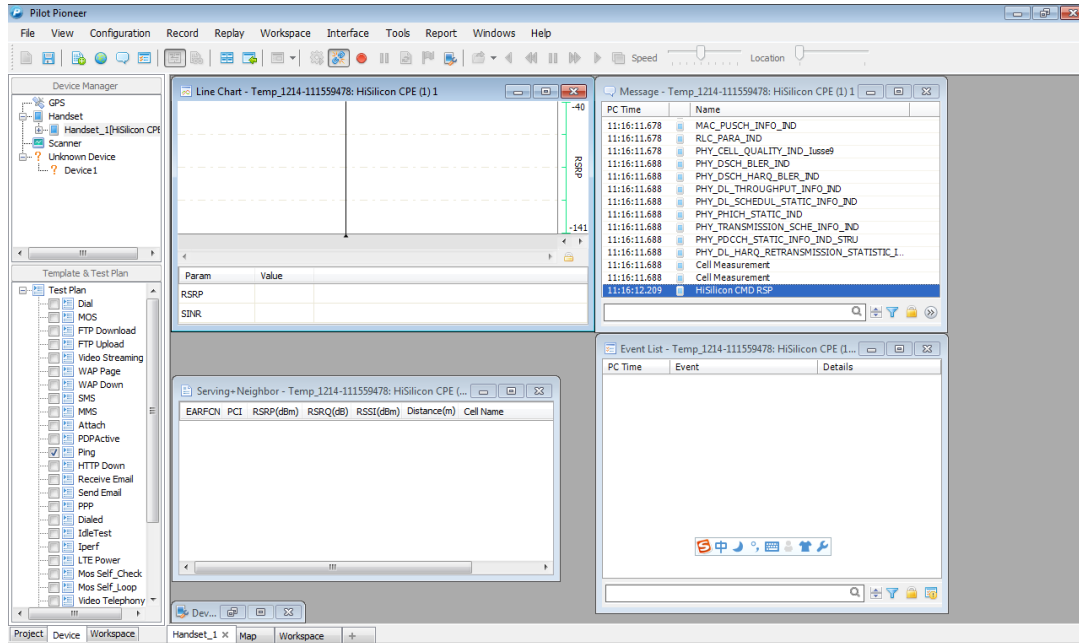 Pilot Pioneer
File View Configuration Record Replay Workspace Interface Tools Report Windows Help
Speed Location
Device Manager
GPS
Handset
Handset_1[HiSilicon CPE
Scanner
Unknown Device
Device1
Template & Test Plan
Test Plan
Dial
MOS
FTP Download
FTP Upload
Video Streaming
WAP Page
WAP Down
SMS
MMS
Attach
PDPActive
Ping
HTTP Down
Receive Email
Send Email
PPP
Dialed
IdleTest
Iperf
LTE Power
Mos Self_Check
Mos Self_Loop
Video Telephony
Project Device Workspace
Line Chart - Temp_1214-111559478: HiSilicon CPE (1) 1
-40
RSRP
-141
Param Value
RSRP
SINR
Serving+Neighbor - Temp_1214-111559478: HiSilicon CPE (...
EARFCN PCI RSRP(dBm) RSRQ(dB) RSSI(dBm) Distance(m) Cell Name
Dev...
Handset_1 × Map Workspace +
Message - Temp_1214-111559478: HiSilicon CPE (1) 1
PC Time Name
11:16:11.678 MAC_PUSCH_INFO_IND
11:16:11.678 RLC_PARA_IND
11:16:11.678 PHY_CELL_QUALITY_IND_Iusse9
11:16:11.688 PHY_DSCH_BLER_IND
11:16:11.688 PHY_DSCH_HARQ_BLER_IND
11:16:11.688 PHY_DL_THROUGHPUT_INFO_IND
11:16:11.688 PHY_DL_SCHEDUL_STATIC_INFO_IND
11:16:11.688 PHY_PHICH_STATIC_IND
11:16:11.688 PHY_TRANSMISSION_SCHE_INFO_IND
11:16:11.688 PHY_PDCCH_STATIC_INFO_IND_STRU
11:16:11.688 PHY_DL_HARQ_RETRANSMISSION_STATISTIC_I...
11:16:11.688 Cell Measurement
11:16:11.688 Cell Measurement
11:16:12.209 HiSilicon CMD RSP
Event List - Temp_1214-111559478: HiSilicon CPE (1...
PC Time Event Details
S 中